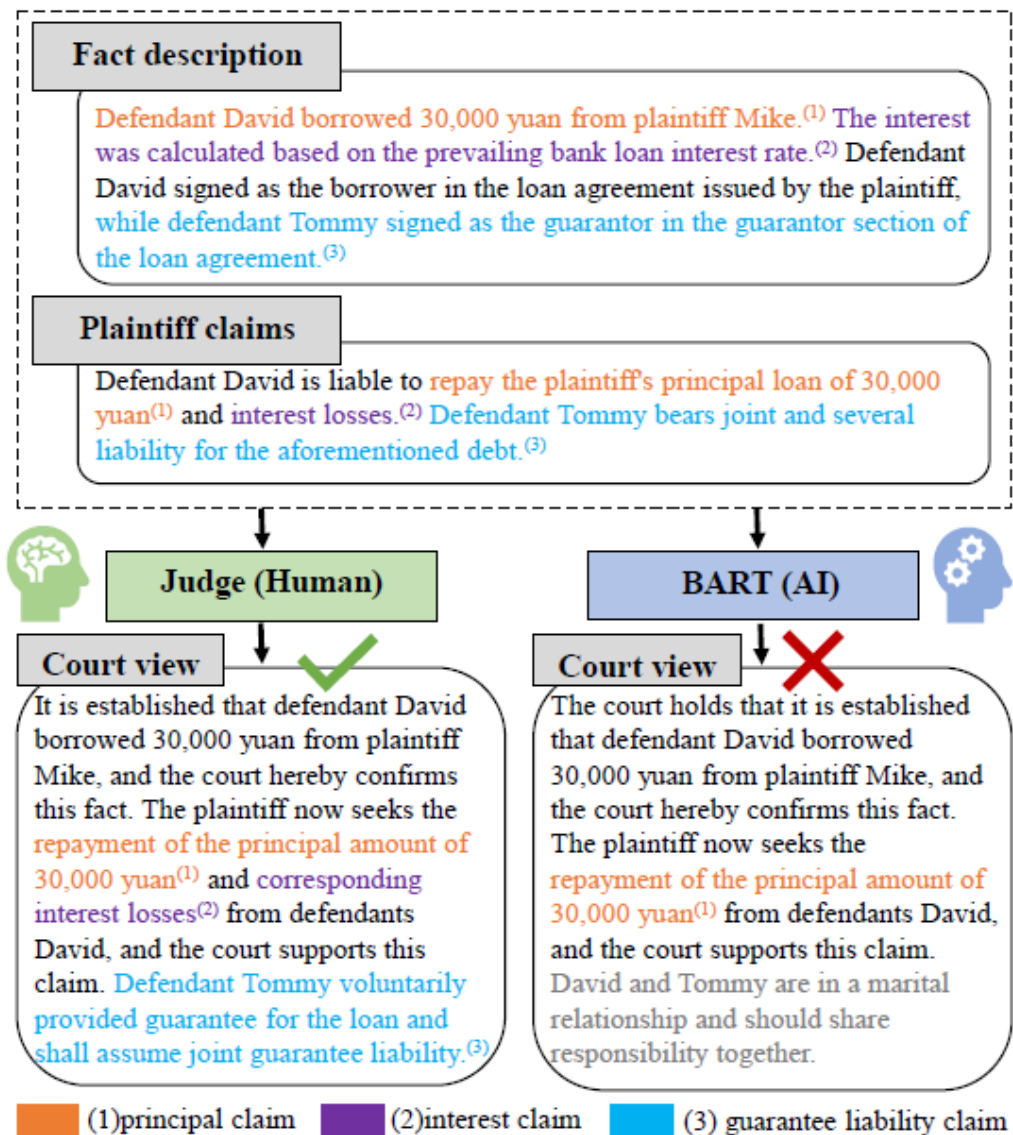 Fact description
Defendant David borrowed 30,000 yuan from plaintiff Mike.(1) The interest
was calculated based on the prevailing bank loan interest rate.(2) Defendant
David signed as the borrower in the loan agreement issued by the plaintiff,
while defendant Tommy signed as the guarantor in the guarantor section of
the loan agreement.(3)
Plaintiff claims
Defendant David is liable to repay the plaintiff's principal loan of 30,000
yuan(1) and interest losses.(2) Defendant Tommy bears joint and several
liability for the aforementioned debt.(3)
Judge (Human)
Court view
It is established that defendant David
borrowed 30,000 yuan from plaintiff
Mike, and the court hereby confirms
this fact. The plaintiff now seeks the
repayment of the principal amount of
30,000 yuan(1) and corresponding
interest losses(2) from defendants
David, and the court supports this
claim. Defendant Tommy voluntarily
provided guarantee for the loan and
shall assume joint guarantee liability.(3)
BART (AI)
Court view
The court holds that it is established
that defendant David borrowed
30,000 yuan from plaintiff Mike, and
the court hereby confirms this fact.
The plaintiff now seeks the
repayment of the principal amount of
30,000 yuan(1) from defendants David,
and the court supports this claim.
David and Tommy are in a marital
relationship and should share
responsibility together.
(1)principal claim
(2)interest claim
(3) guarantee liability claim